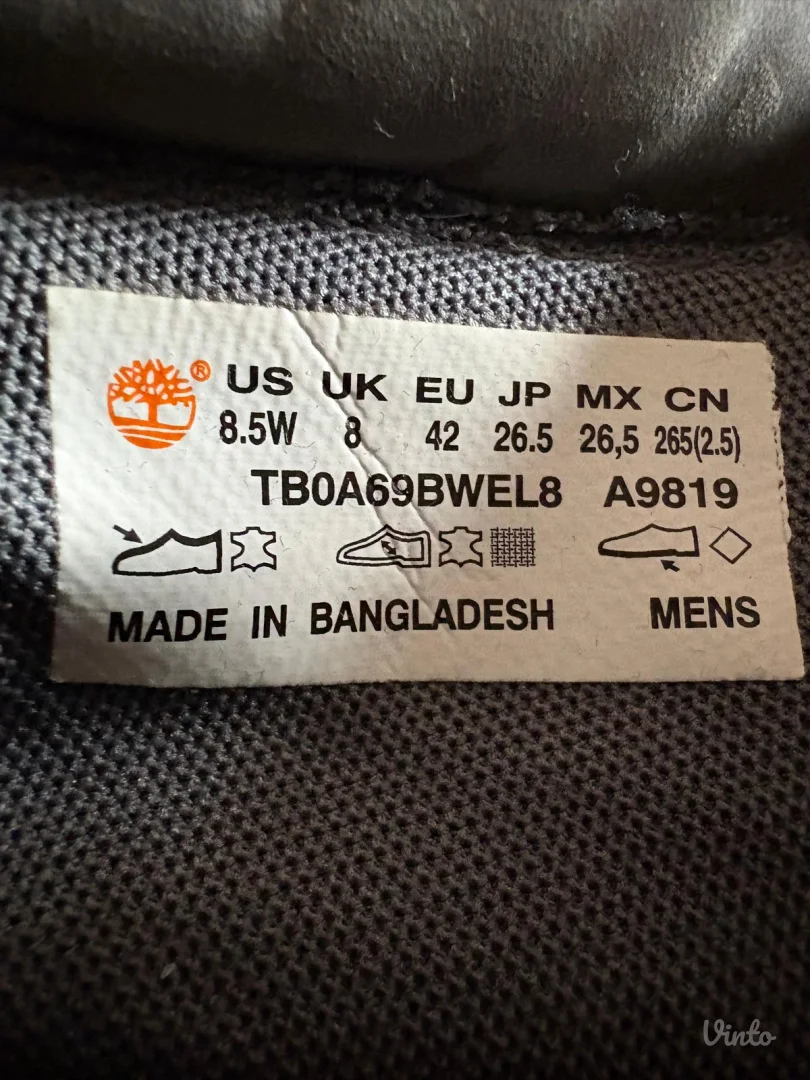 ® US UK EU JP MX CN
8.5W 8 42 26.5 26,5 265(2.5)
TB0A69BWEL8 A9819
MADE IN BANGLADESH MENS
Vinto